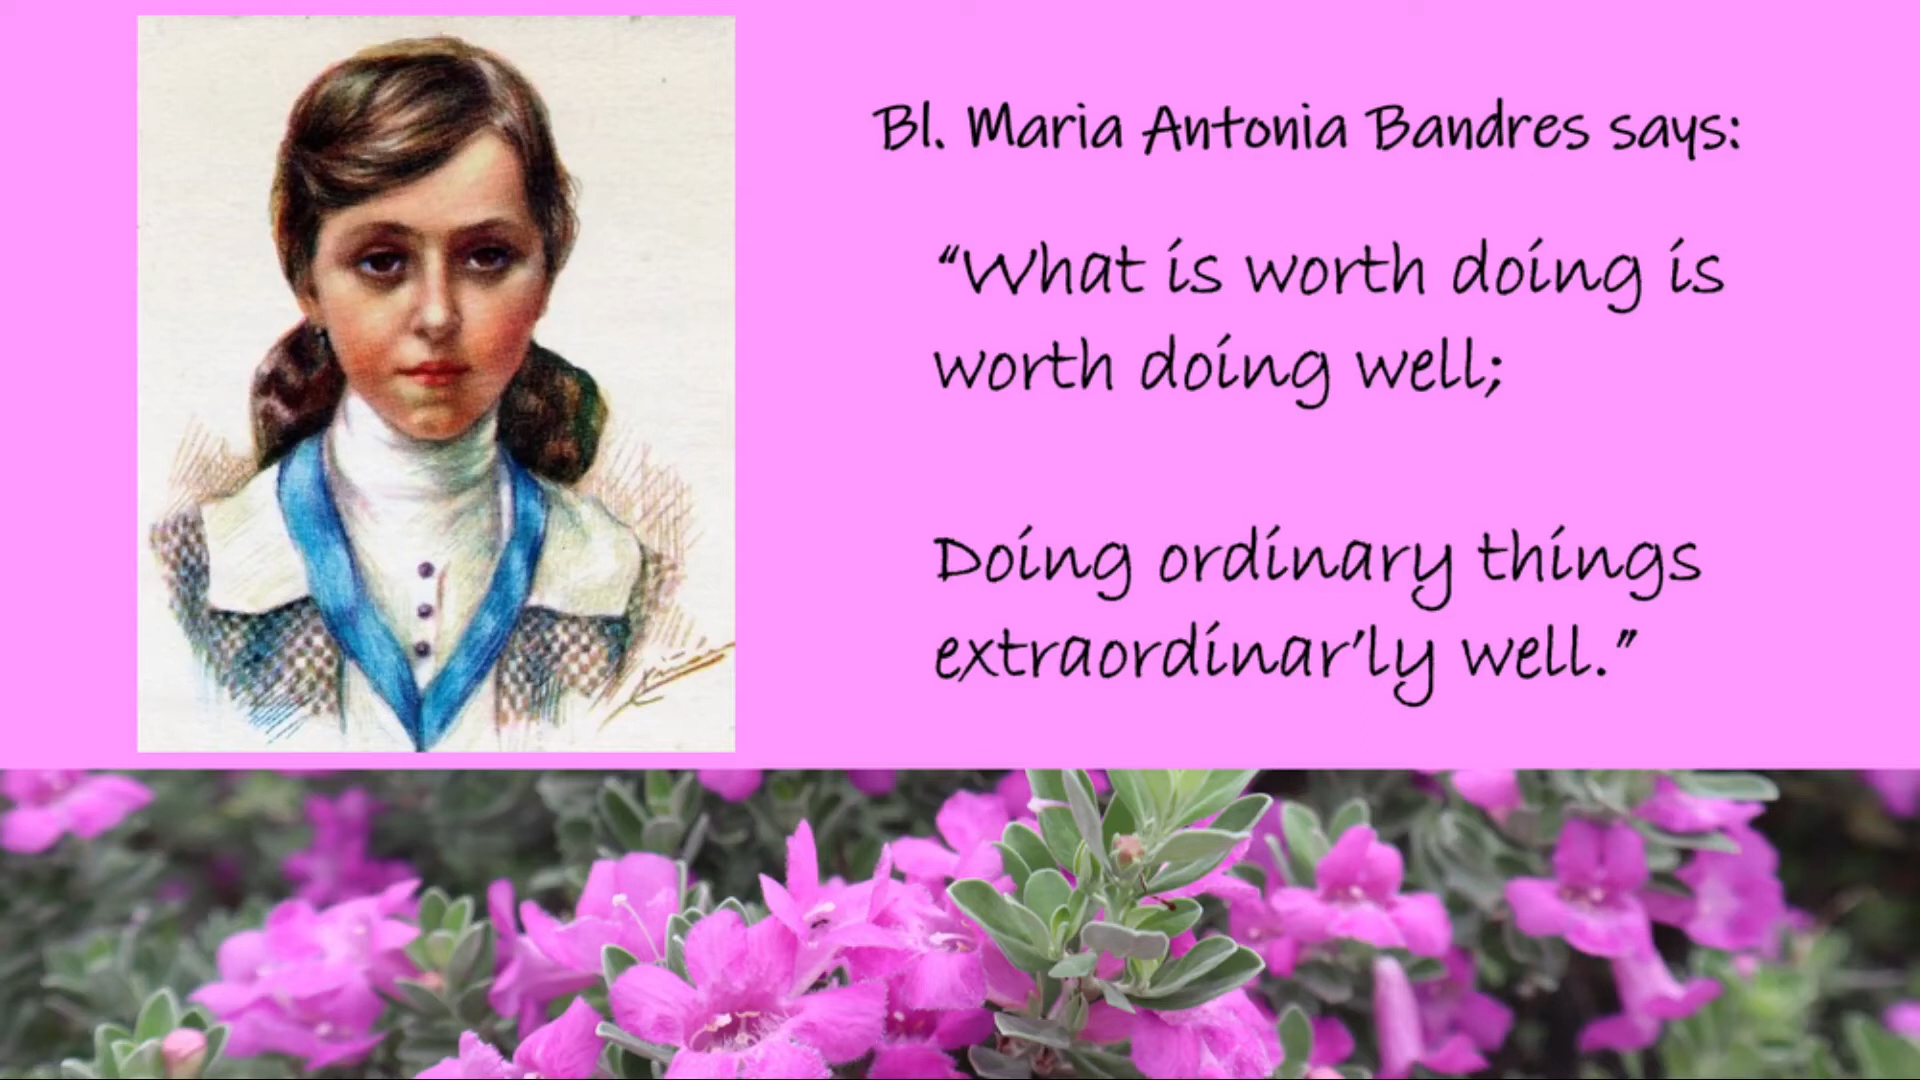 Bl. Maria Antonia Bandres says:
“What is worth doing is
worth doing well;
Doing ordinary things
extraordinar’ly well.”